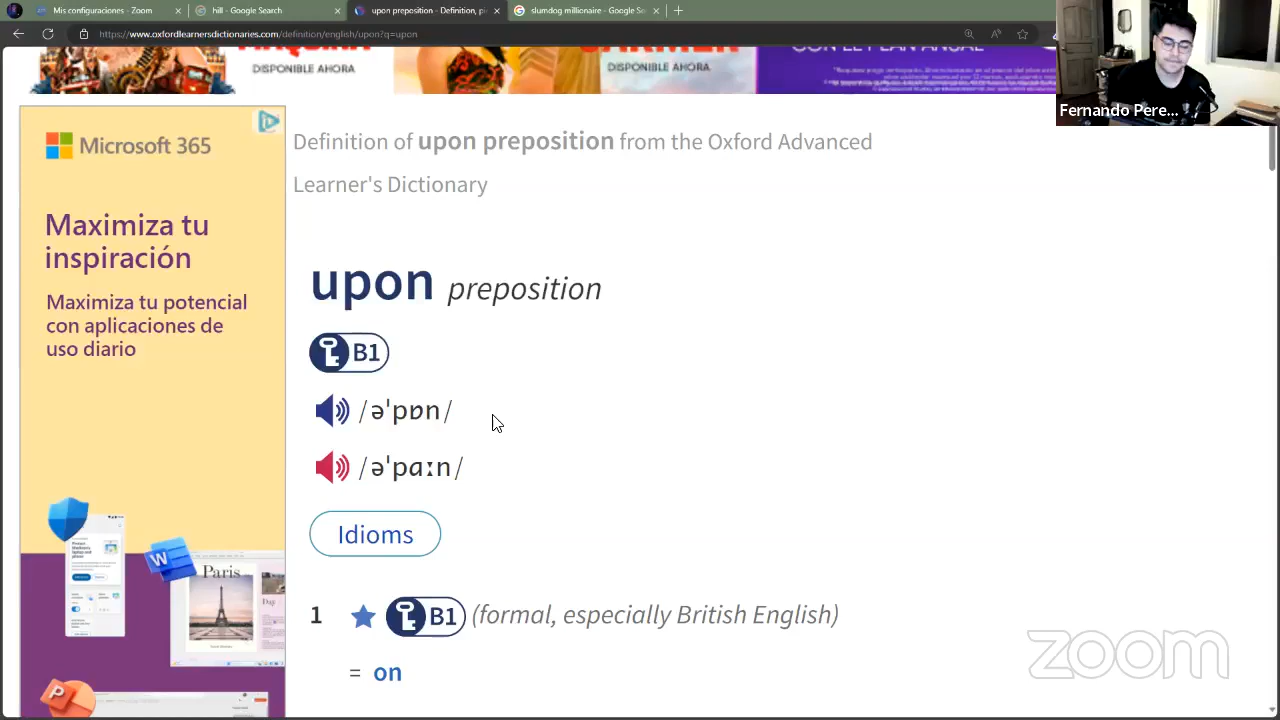 Mis configuraciones - Zoom
hill - Google Search
upon preposition - Definition, pi
slumdog millionaire - Google Se
https://www.oxfordlearnersdictionaries.com/definition/english/upon?q=upon
DISPONIBLE AHORA
DISPONIBLE AHORA
Fernando Pere...
Microsoft 365
Maximiza tu
inspiración
Maximiza tu potencial
con aplicaciones de
uso diario
Paris
W
P
Definition of upon preposition from the Oxford Advanced
Learner's Dictionary
upon preposition
B1
/əˈpɒn/
/əˈpɑːn/
Idioms
1 B1 (formal, especially British English)
= on
zoom